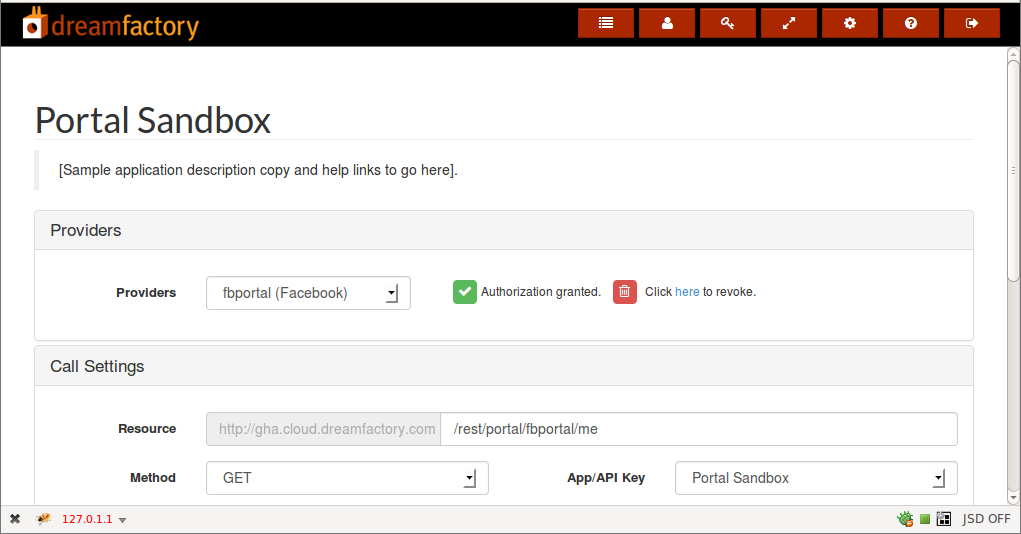 dreamfactory
Portal Sandbox
[Sample application description copy and help links to go here].
Providers
Providers fbportal (Facebook) Authorization granted. Click here to revoke.
Call Settings
Resource http://gha.cloud.dreamfactory.com /rest/portal/fbportal/me
Method GET App/API Key Portal Sandbox
127.0.1.1 JSD OFF